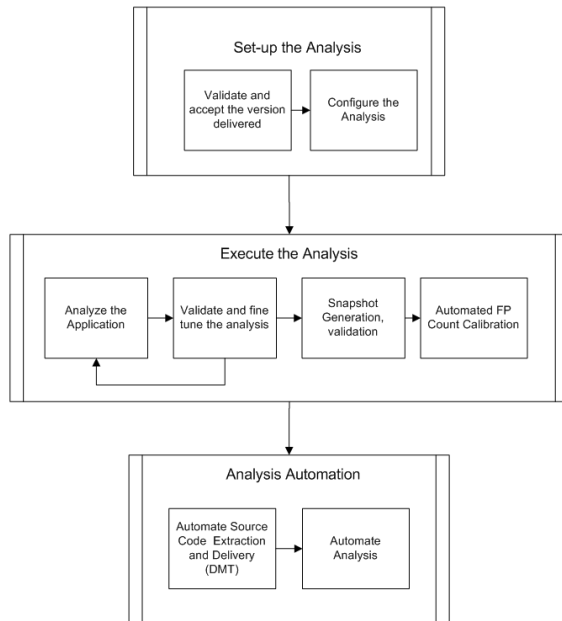 Set-up the Analysis
Validate and
accept the version
delivered
Configure the
Analysis
Execute the Analysis
Analyze the
Application
Validate and fine
tune the analysis
Snapshot
Generation,
validation
Automated FP
Count Calibration
Analysis Automation
Automate Source
Code Extraction
and Delivery
(DMT)
Automate
Analysis